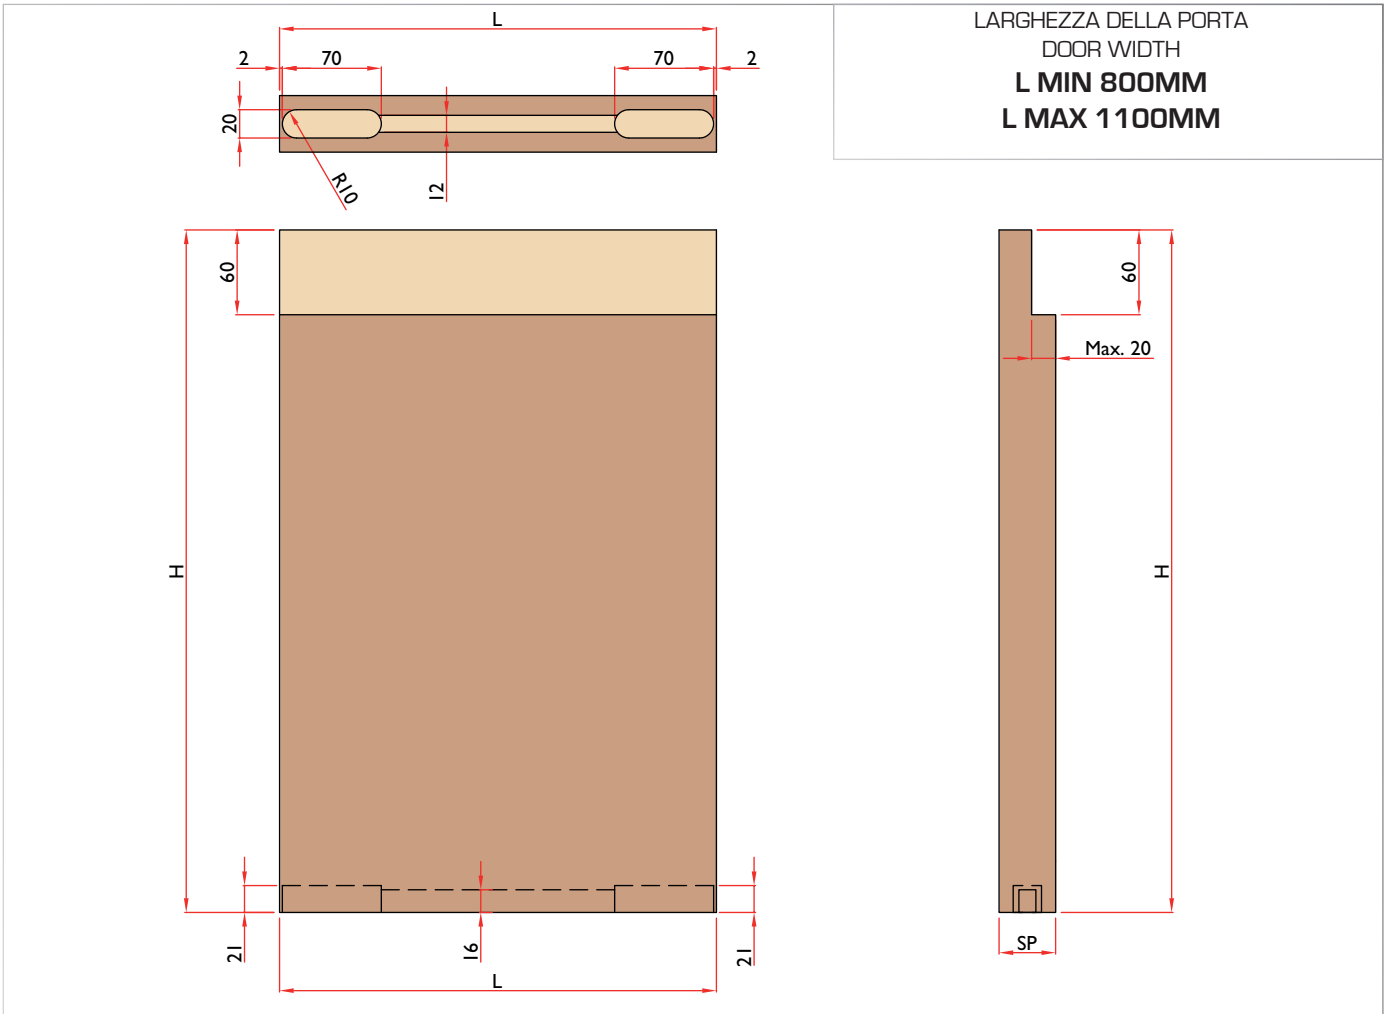 L
LARGHEZZA DELLA PORTA
DOOR WIDTH
L MIN 800MM
L MAX 1100MM
2
70
70
2
20
R10
12
60
60
Max. 20
H
H
21
16
21
SP
L